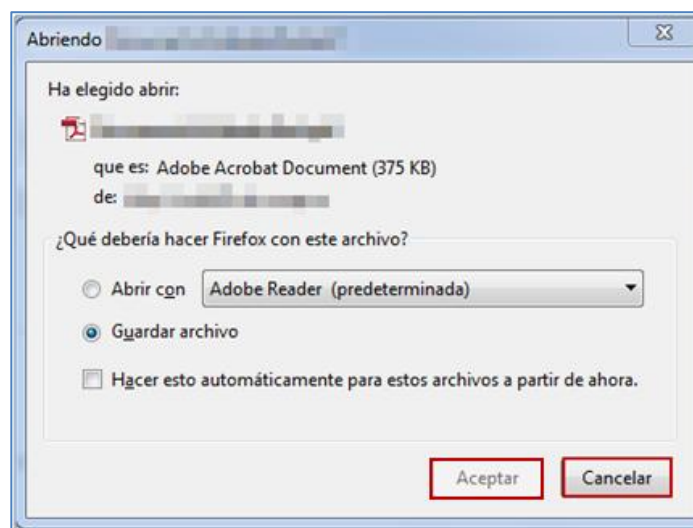 Abriendo
Ha elegido abrir:
que es: Adobe Acrobat Document (375 KB)
de:
¿Qué debería hacer Firefox con este archivo?
Abrir con Adobe Reader (predeterminada)
Guardar archivo
Hacer esto automáticamente para estos archivos a partir de ahora.
Aceptar Cancelar